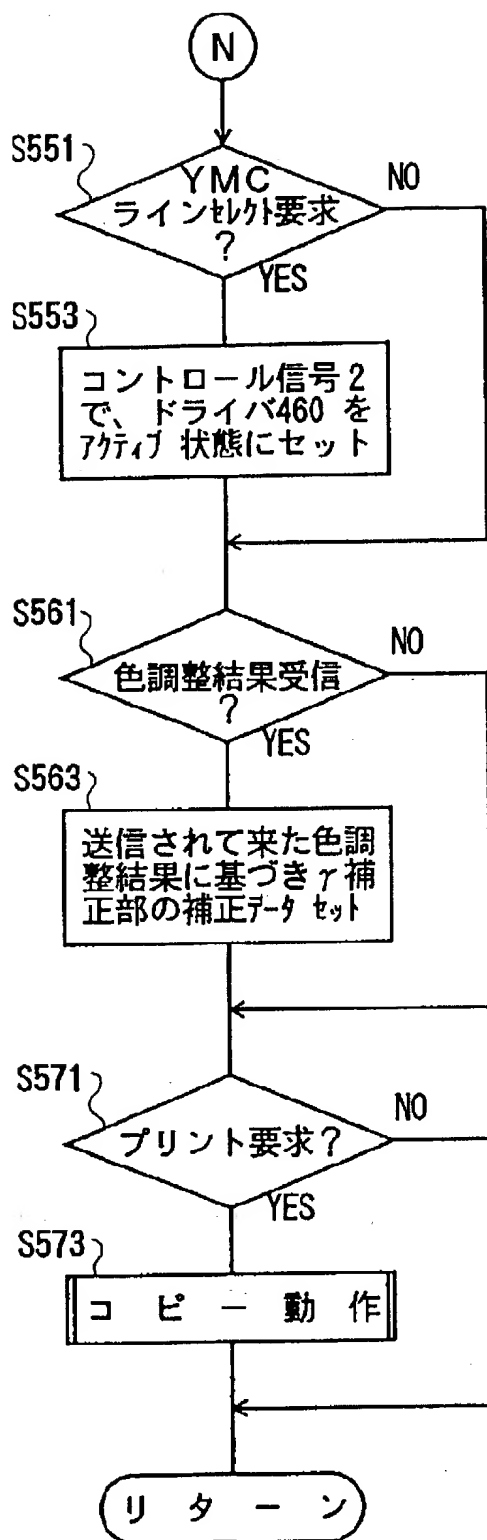 N
S551
YMC
ラインセレクト要求
?
NO
YES
S553
コントロール信号2
で、ドライバ460 を
アクティブ 状態にセット
S561
色調整結果受信
?
NO
YES
S563
送信されて来た色調
整結果に基づきγ補
正部の補正データ セット
S571
プリント要求?
NO
YES
S573
コピー動作
リターン